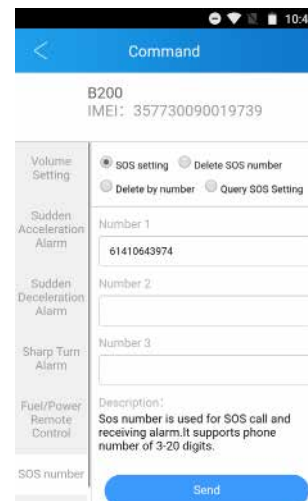 10:4
Command
B200
IMEI: 357730090019739
Volume
Setting
Sudden
Acceleration
Alarm
Sudden
Deceleration
Alarm
Sharp Turn
Alarm
Fuel/Power
Remote
Control
SOS number
SOS setting Delete SOS number
Delete by number Query SOS Setting
Number 1
61410643974
Number 2
Number 3
Description:
Sos number is used for SOS call and
receiving alarm.It supports phone
number of 3-20 digits.
Send